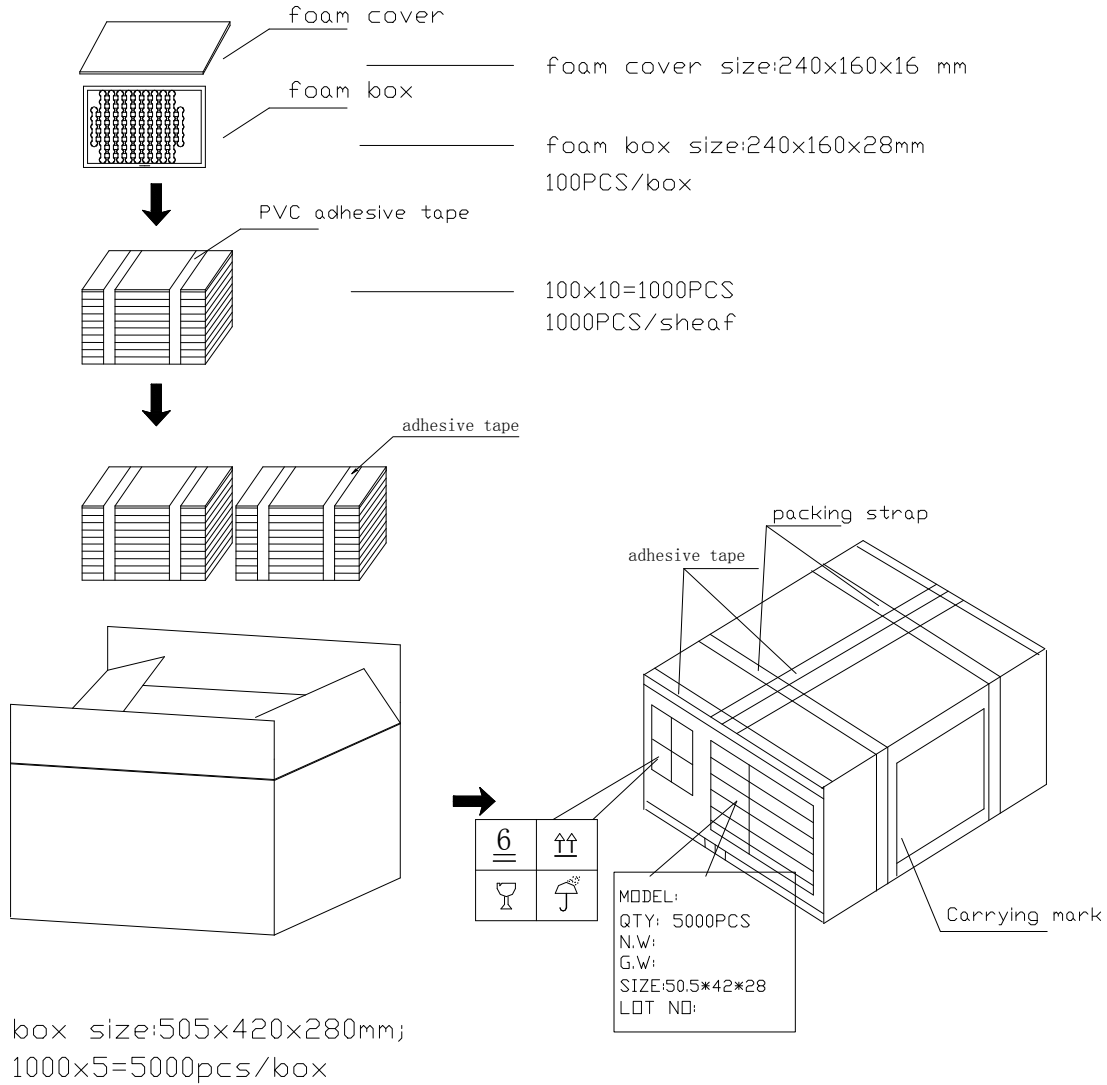 foam cover
foam cover size:240x160x16 mm
foam box
foam box size:240x160x28mm
100PCS/box
PVC adhesive tape
100x10=1000PCS
1000PCS/sheaf
adhesive tape
packing strap
adhesive tape
6
MODEL:
QTY: 5000PCS
N.W:
G.W:
SIZE:50.5*42*28
LOT NO:
Carrying mark
box size:505x420x280mm;
1000x5=5000pcs/box